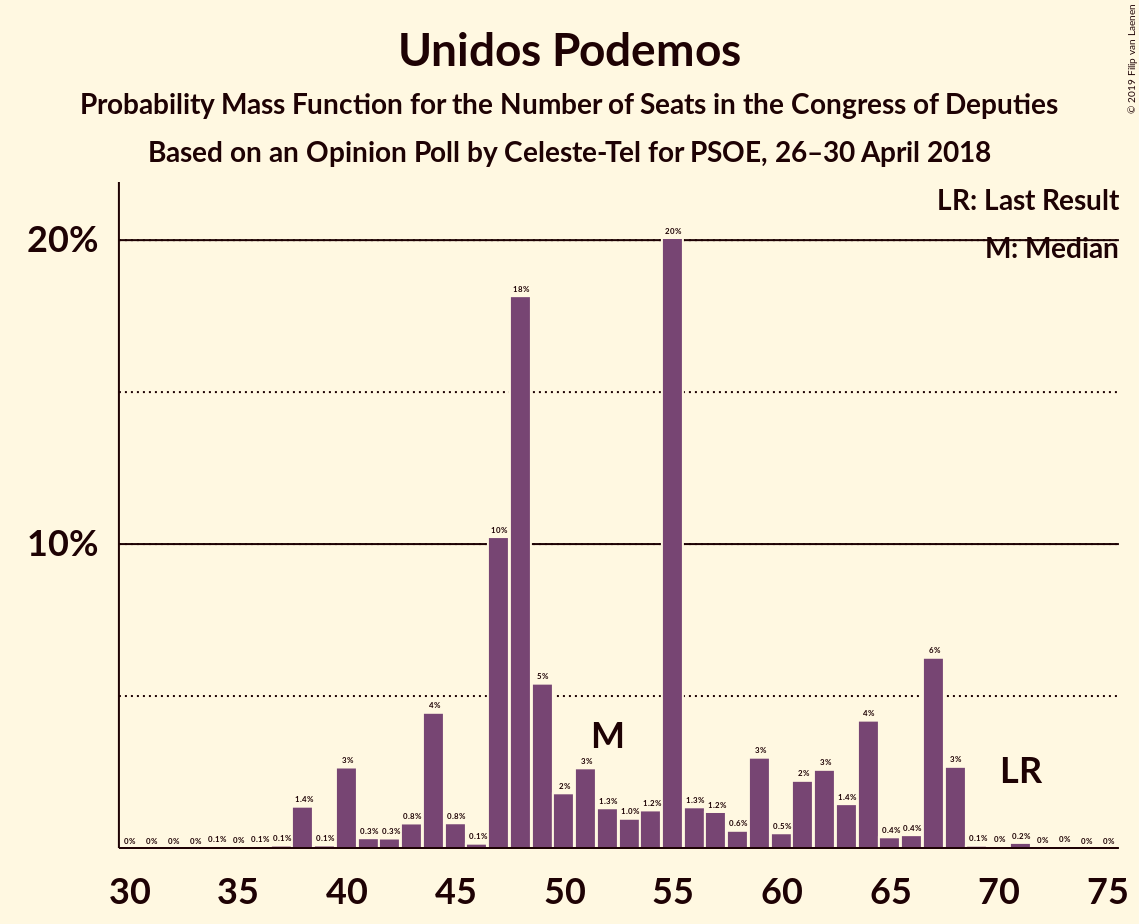 Unidos Podemos
Probability Mass Function for the Number of Seats in the Congress of Deputies
Based on an Opinion Poll by Celeste-Tel for PSOE, 26–30 April 2018
© 2019 Filip van Laenen
LR: Last Result
M: Median
20%
10%
0% 0% 0% 0% 0.1% 0% 0.1% 0.1% 1.4% 0.1% 3% 0.3% 0.3% 0.8% 4% 0.8% 0.1% 10% 18% 5% 2% 3% 1.3% 1.0% 1.2% 20% 1.3% 1.2% 0.6% 3% 0.5% 2% 3% 1.4% 4% 0.4% 0.4% 6% 3% 0.1% 0% 0.2% 0% 0% 0% 0%
M
LR
30 35 40 45 50 55 60 65 70 75